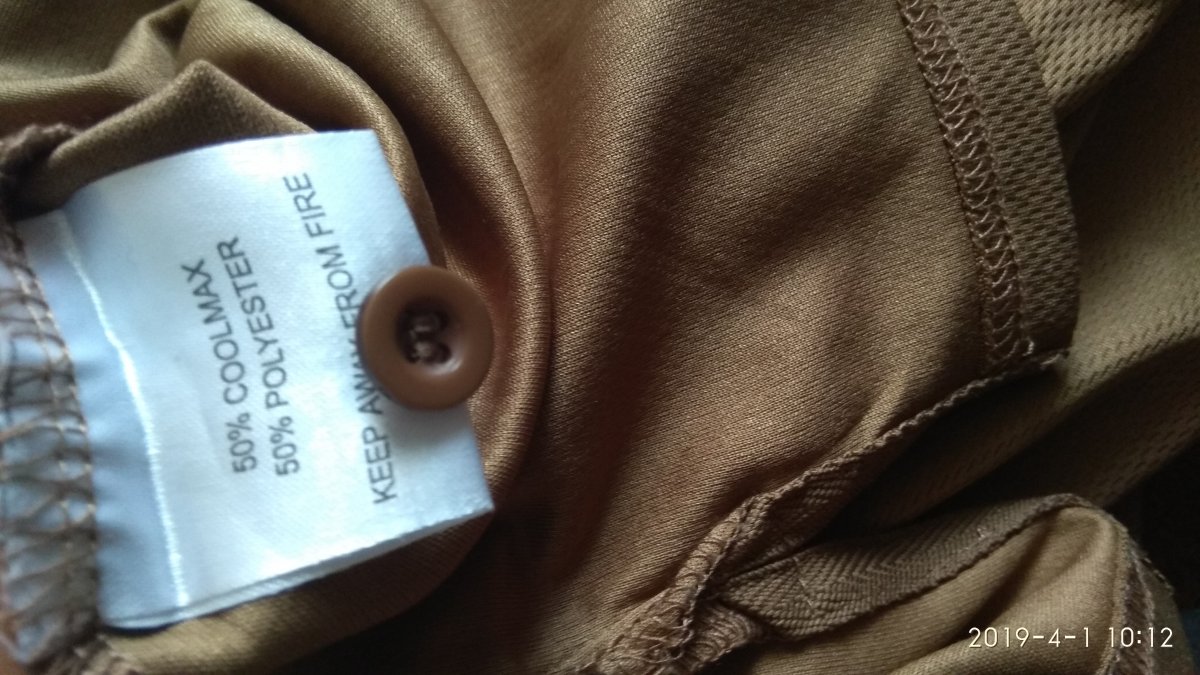 50% COOLMAX
50% POLYESTER
KEEP AWAY FROM FIRE
2019-4-1 10:12